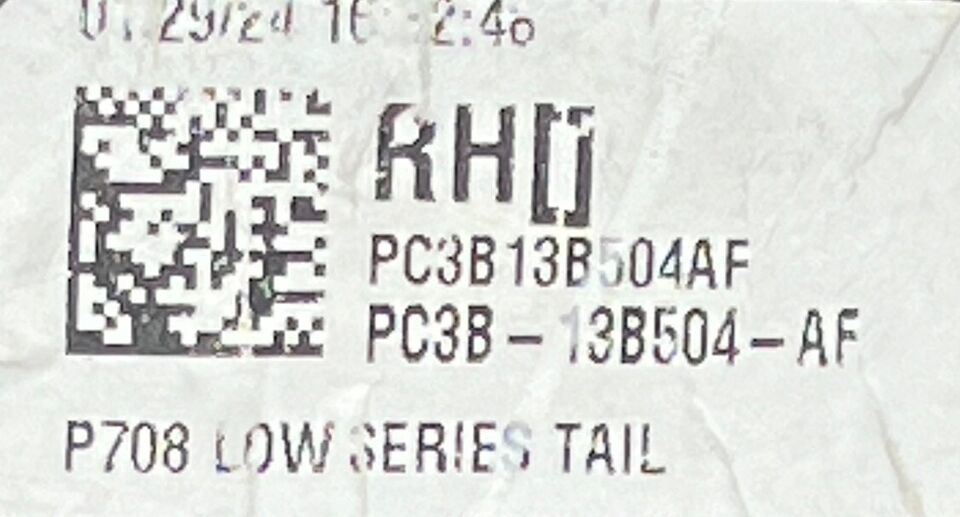 RH
PC3B13B504AF
PC3B-13B504-AF
P708 LOW SERIES TAIL